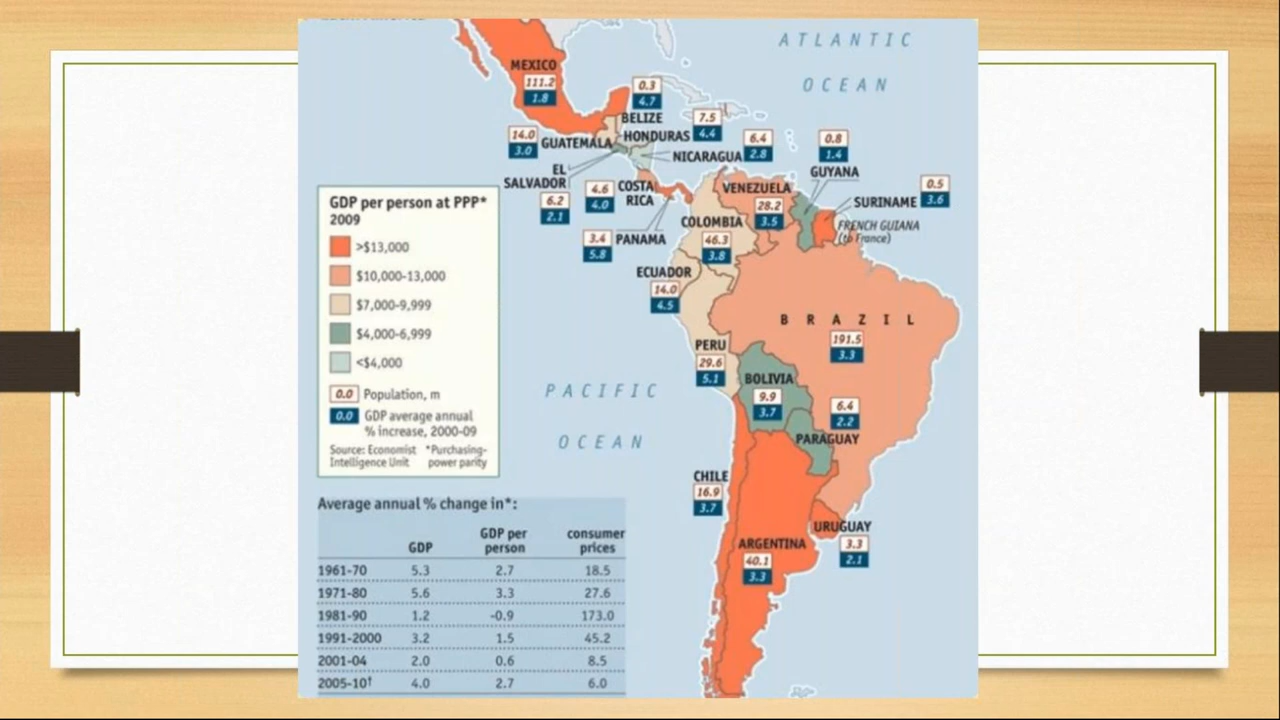 ATLANTIC
OCEAN
MEXICO
111.2
1.8
0.3
4.7
BELIZE
7.5
4.4
HONDURAS
14.0
3.0
GUATEMALA
6.4
2.8
NICARAGUA
0.8
1.4
GUYANA
EL
SALVADOR
6.2
2.1
4.6
4.0
COSTA
RICA
VENEZUELA
28.2
3.5
0.5
3.6
SURINAME
FRENCH GUIANA
(to France)
3.4
5.8
PANAMA
COLOMBIA
46.3
3.8
ECUADOR
14.0
4.5
BRAZIL
191.5
3.3
PERU
29.6
5.1
BOLIVIA
9.9
3.7
6.4
2.2
PARAGUAY
PACIFIC
OCEAN
CHILE
16.9
3.7
URUGUAY
3.3
2.1
ARGENTINA
40.1
3.3
GDP per person at PPP*
2009
>$13,000
$10,000-13,000
$7,000-9,999
$4,000-6,999
<$4,000
0.0 Population, m
0.0 GDP average annual
% increase, 2000-09
Source: Economist *Purchasing-
Intelligence Unit power parity
Average annual % change in*:
GDP per consumer
GDP person prices
1961-70 5.3 2.7 18.5
1971-80 5.6 3.3 27.6
1981-90 1.2 -0.9 173.0
1991-2000 3.2 1.5 45.2
2001-04 2.0 0.6 8.5
2005-10† 4.0 2.7 6.0